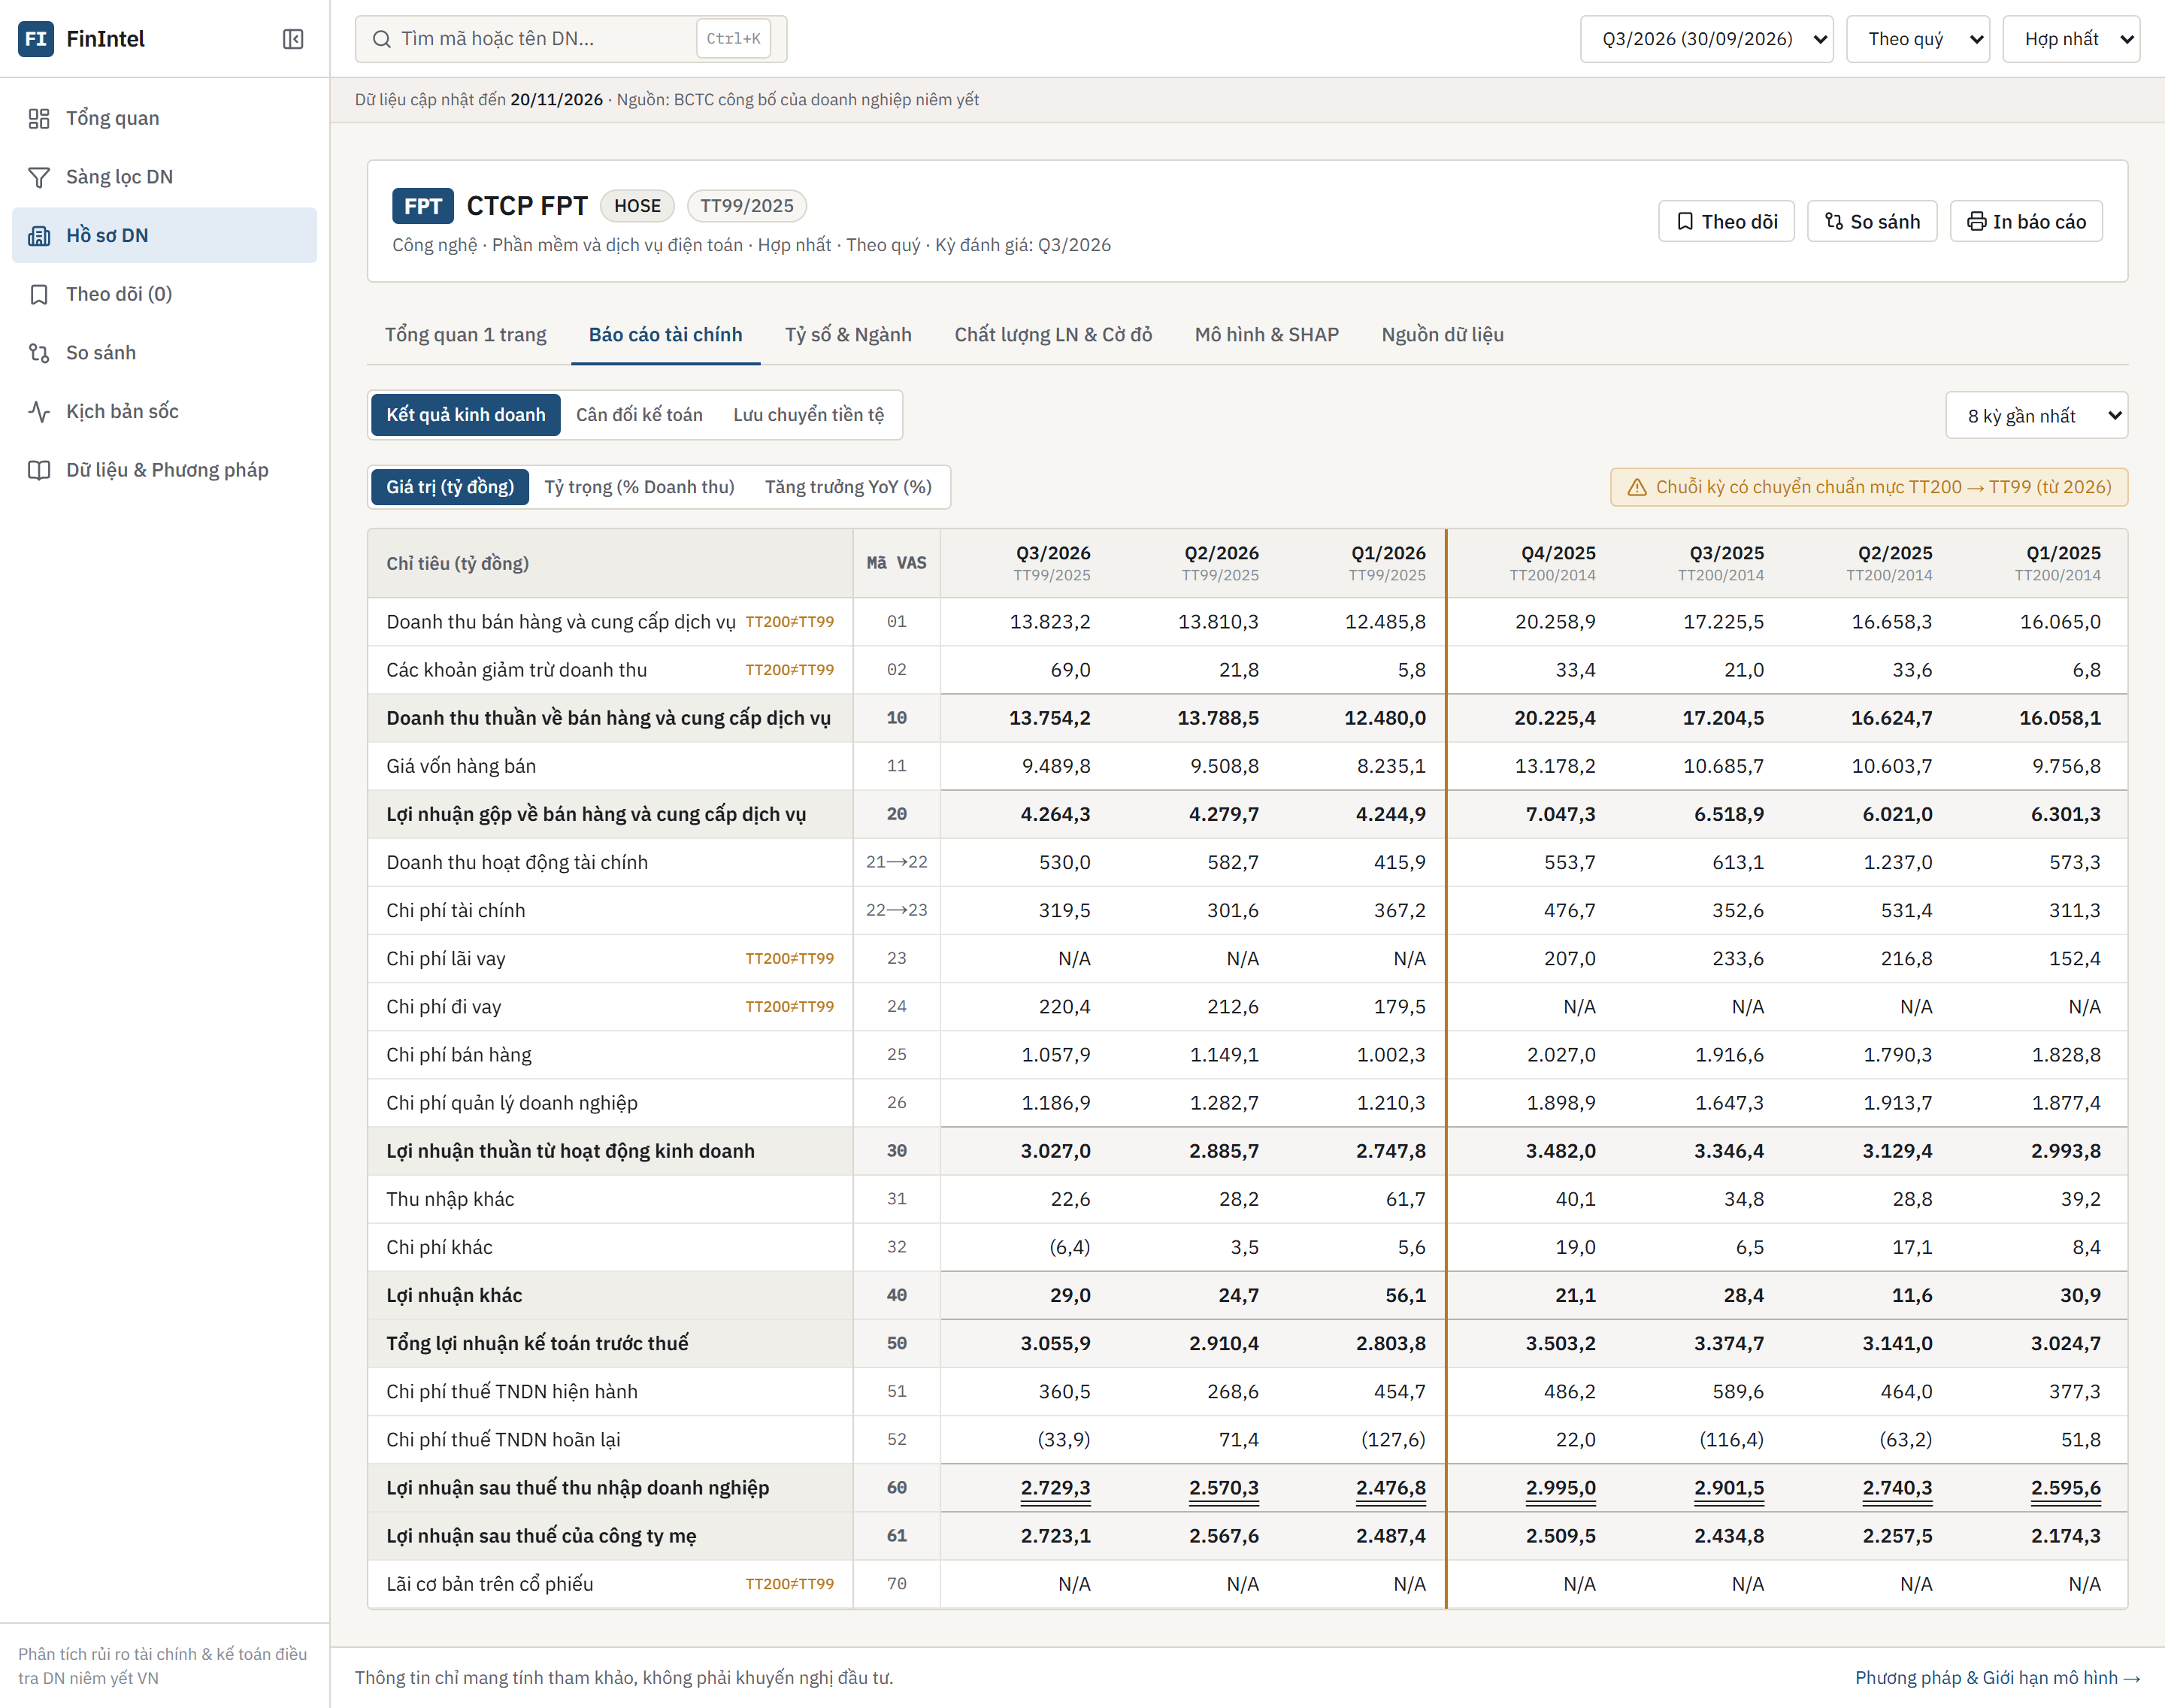 FI FinIntel
Tìm mã hoặc tên DN... Ctrl+K
Q3/2026 (30/09/2026) Theo quý Hợp nhất
Tổng quan
Sàng lọc DN
Hồ sơ DN
Theo dõi (0)
So sánh
Kịch bản sốc
Dữ liệu & Phương pháp
Phân tích rủi ro tài chính & kế toán điều
tra DN niêm yết VN
Dữ liệu cập nhật đến 20/11/2026 · Nguồn: BCTC công bố của doanh nghiệp niêm yết
FPT CTCP FPT HOSE TT99/2025
Công nghệ · Phần mềm và dịch vụ điện toán · Hợp nhất · Theo quý · Kỳ đánh giá: Q3/2026
Theo dõi So sánh In báo cáo
Tổng quan 1 trang Báo cáo tài chính Tỷ số & Ngành Chất lượng LN & Cờ đỏ Mô hình & SHAP Nguồn dữ liệu
Kết quả kinh doanh Cân đối kế toán Lưu chuyển tiền tệ
8 kỳ gần nhất
Giá trị (tỷ đồng) Tỷ trọng (% Doanh thu) Tăng trưởng YoY (%)
Chuỗi kỳ có chuyển chuẩn mực TT200 → TT99 (từ 2026)
Chỉ tiêu (tỷ đồng) Mã VAS Q3/2026 Q2/2026 Q1/2026 Q4/2025 Q3/2025 Q2/2025 Q1/2025
TT99/2025 TT99/2025 TT99/2025 TT200/2014 TT200/2014 TT200/2014 TT200/2014
Doanh thu bán hàng và cung cấp dịch vụ TT200≠TT99 01 13.823,2 13.810,3 12.485,8 20.258,9 17.225,5 16.658,3 16.065,0
Các khoản giảm trừ doanh thu TT200≠TT99 02 69,0 21,8 5,8 33,4 21,0 33,6 6,8
Doanh thu thuần về bán hàng và cung cấp dịch vụ 10 13.754,2 13.788,5 12.480,0 20.225,4 17.204,5 16.624,7 16.058,1
Giá vốn hàng bán 11 9.489,8 9.508,8 8.235,1 13.178,2 10.685,7 10.603,7 9.756,8
Lợi nhuận gộp về bán hàng và cung cấp dịch vụ 20 4.264,3 4.279,7 4.244,9 7.047,3 6.518,9 6.021,0 6.301,3
Doanh thu hoạt động tài chính 21→22 530,0 582,7 415,9 553,7 613,1 1.237,0 573,3
Chi phí tài chính 22→23 319,5 301,6 367,2 476,7 352,6 531,4 311,3
Chi phí lãi vay TT200≠TT99 23 N/A N/A N/A 207,0 233,6 216,8 152,4
Chi phí đi vay TT200≠TT99 24 220,4 212,6 179,5 N/A N/A N/A N/A
Chi phí bán hàng 25 1.057,9 1.149,1 1.002,3 2.027,0 1.916,6 1.790,3 1.828,8
Chi phí quản lý doanh nghiệp 26 1.186,9 1.282,7 1.210,3 1.898,9 1.647,3 1.913,7 1.877,4
Lợi nhuận thuần từ hoạt động kinh doanh 30 3.027,0 2.885,7 2.747,8 3.482,0 3.346,4 3.129,4 2.993,8
Thu nhập khác 31 22,6 28,2 61,7 40,1 34,8 28,8 39,2
Chi phí khác 32 (6,4) 3,5 5,6 19,0 6,5 17,1 8,4
Lợi nhuận khác 40 29,0 24,7 56,1 21,1 28,4 11,6 30,9
Tổng lợi nhuận kế toán trước thuế 50 3.055,9 2.910,4 2.803,8 3.503,2 3.374,7 3.141,0 3.024,7
Chi phí thuế TNDN hiện hành 51 360,5 268,6 454,7 486,2 589,6 464,0 377,3
Chi phí thuế TNDN hoãn lại 52 (33,9) 71,4 (127,6) 22,0 (116,4) (63,2) 51,8
Lợi nhuận sau thuế thu nhập doanh nghiệp 60 2.729,3 2.570,3 2.476,8 2.995,0 2.901,5 2.740,3 2.595,6
Lợi nhuận sau thuế của công ty mẹ 61 2.723,1 2.567,6 2.487,4 2.509,5 2.434,8 2.257,5 2.174,3
Lãi cơ bản trên cổ phiếu TT200≠TT99 70 N/A N/A N/A N/A N/A N/A N/A
Thông tin chỉ mang tính tham khảo, không phải khuyến nghị đầu tư.
Phương pháp & Giới hạn mô hình →